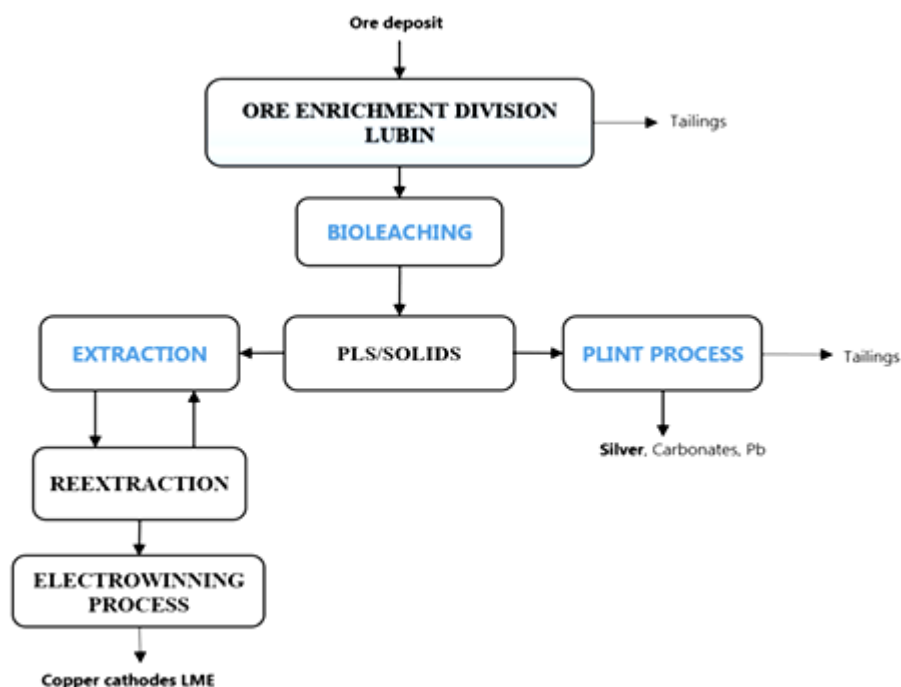 Ore deposit
ORE ENRICHMENT DIVISION
LUBIN
Tailings
BIOLEACHING
EXTRACTION
PLS/SOLIDS
PLINT PROCESS
Tailings
Silver, Carbonates, Pb
REEXTRACTION
ELECTROWINNING
PROCESS
Copper cathodes LME